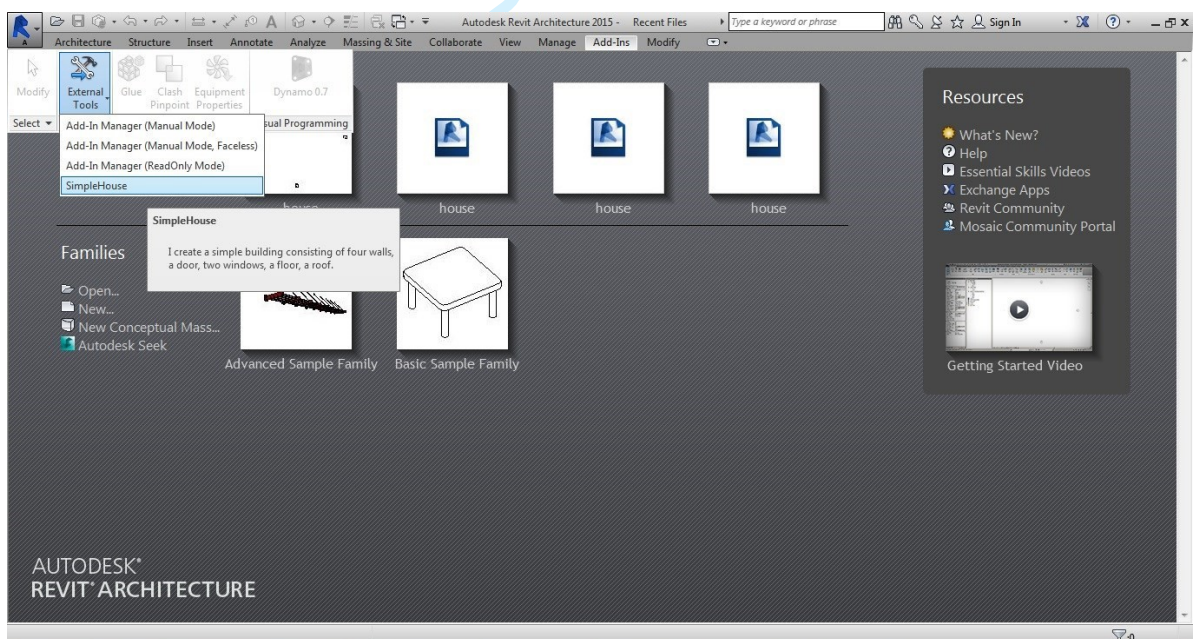 Autodesk Revit Architecture 2015 - Recent Files
Type a keyword or phrase
Sign In
Architecture Structure Insert Annotate Analyze Massing & Site Collaborate View Manage Add-Ins Modify
Modify
External Tools
Glue
Clash Pinpoint
Equipment Properties
Dynamo 0.7
Select
sual Programming
Add-In Manager (Manual Mode)
Add-In Manager (Manual Mode, Faceless)
Add-In Manager (ReadOnly Mode)
SimpleHouse
SimpleHouse
I create a simple building consisting of four walls,
a door, two windows, a floor, a roof.
house house house house
Families
Open...
New...
New Conceptual Mass...
Autodesk Seek
Advanced Sample Family Basic Sample Family
Resources
What's New?
Help
Essential Skills Videos
Exchange Apps
Revit Community
Mosaic Community Portal
Getting Started Video
AUTODESK®
REVIT® ARCHITECTURE